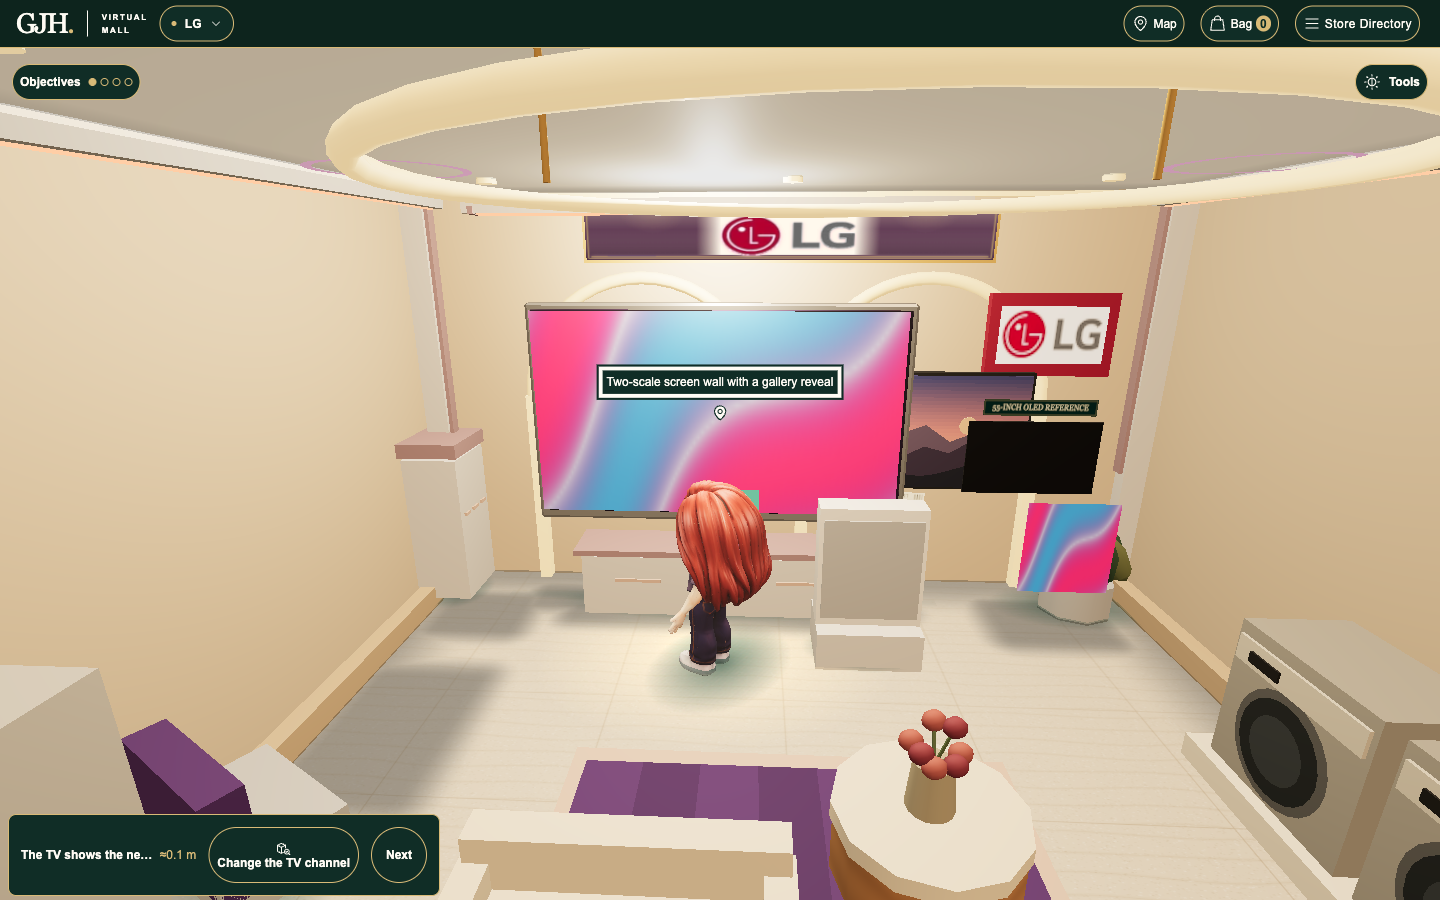 GJH.
VIRTUAL
MALL
LG
Map
Bag 0
Store Directory
Objectives
Tools
LG
LG
Two-scale screen wall with a gallery reveal
55-INCH OLED REFERENCE
The TV shows the ne... ≈0.1 m
Change the TV channel
Next